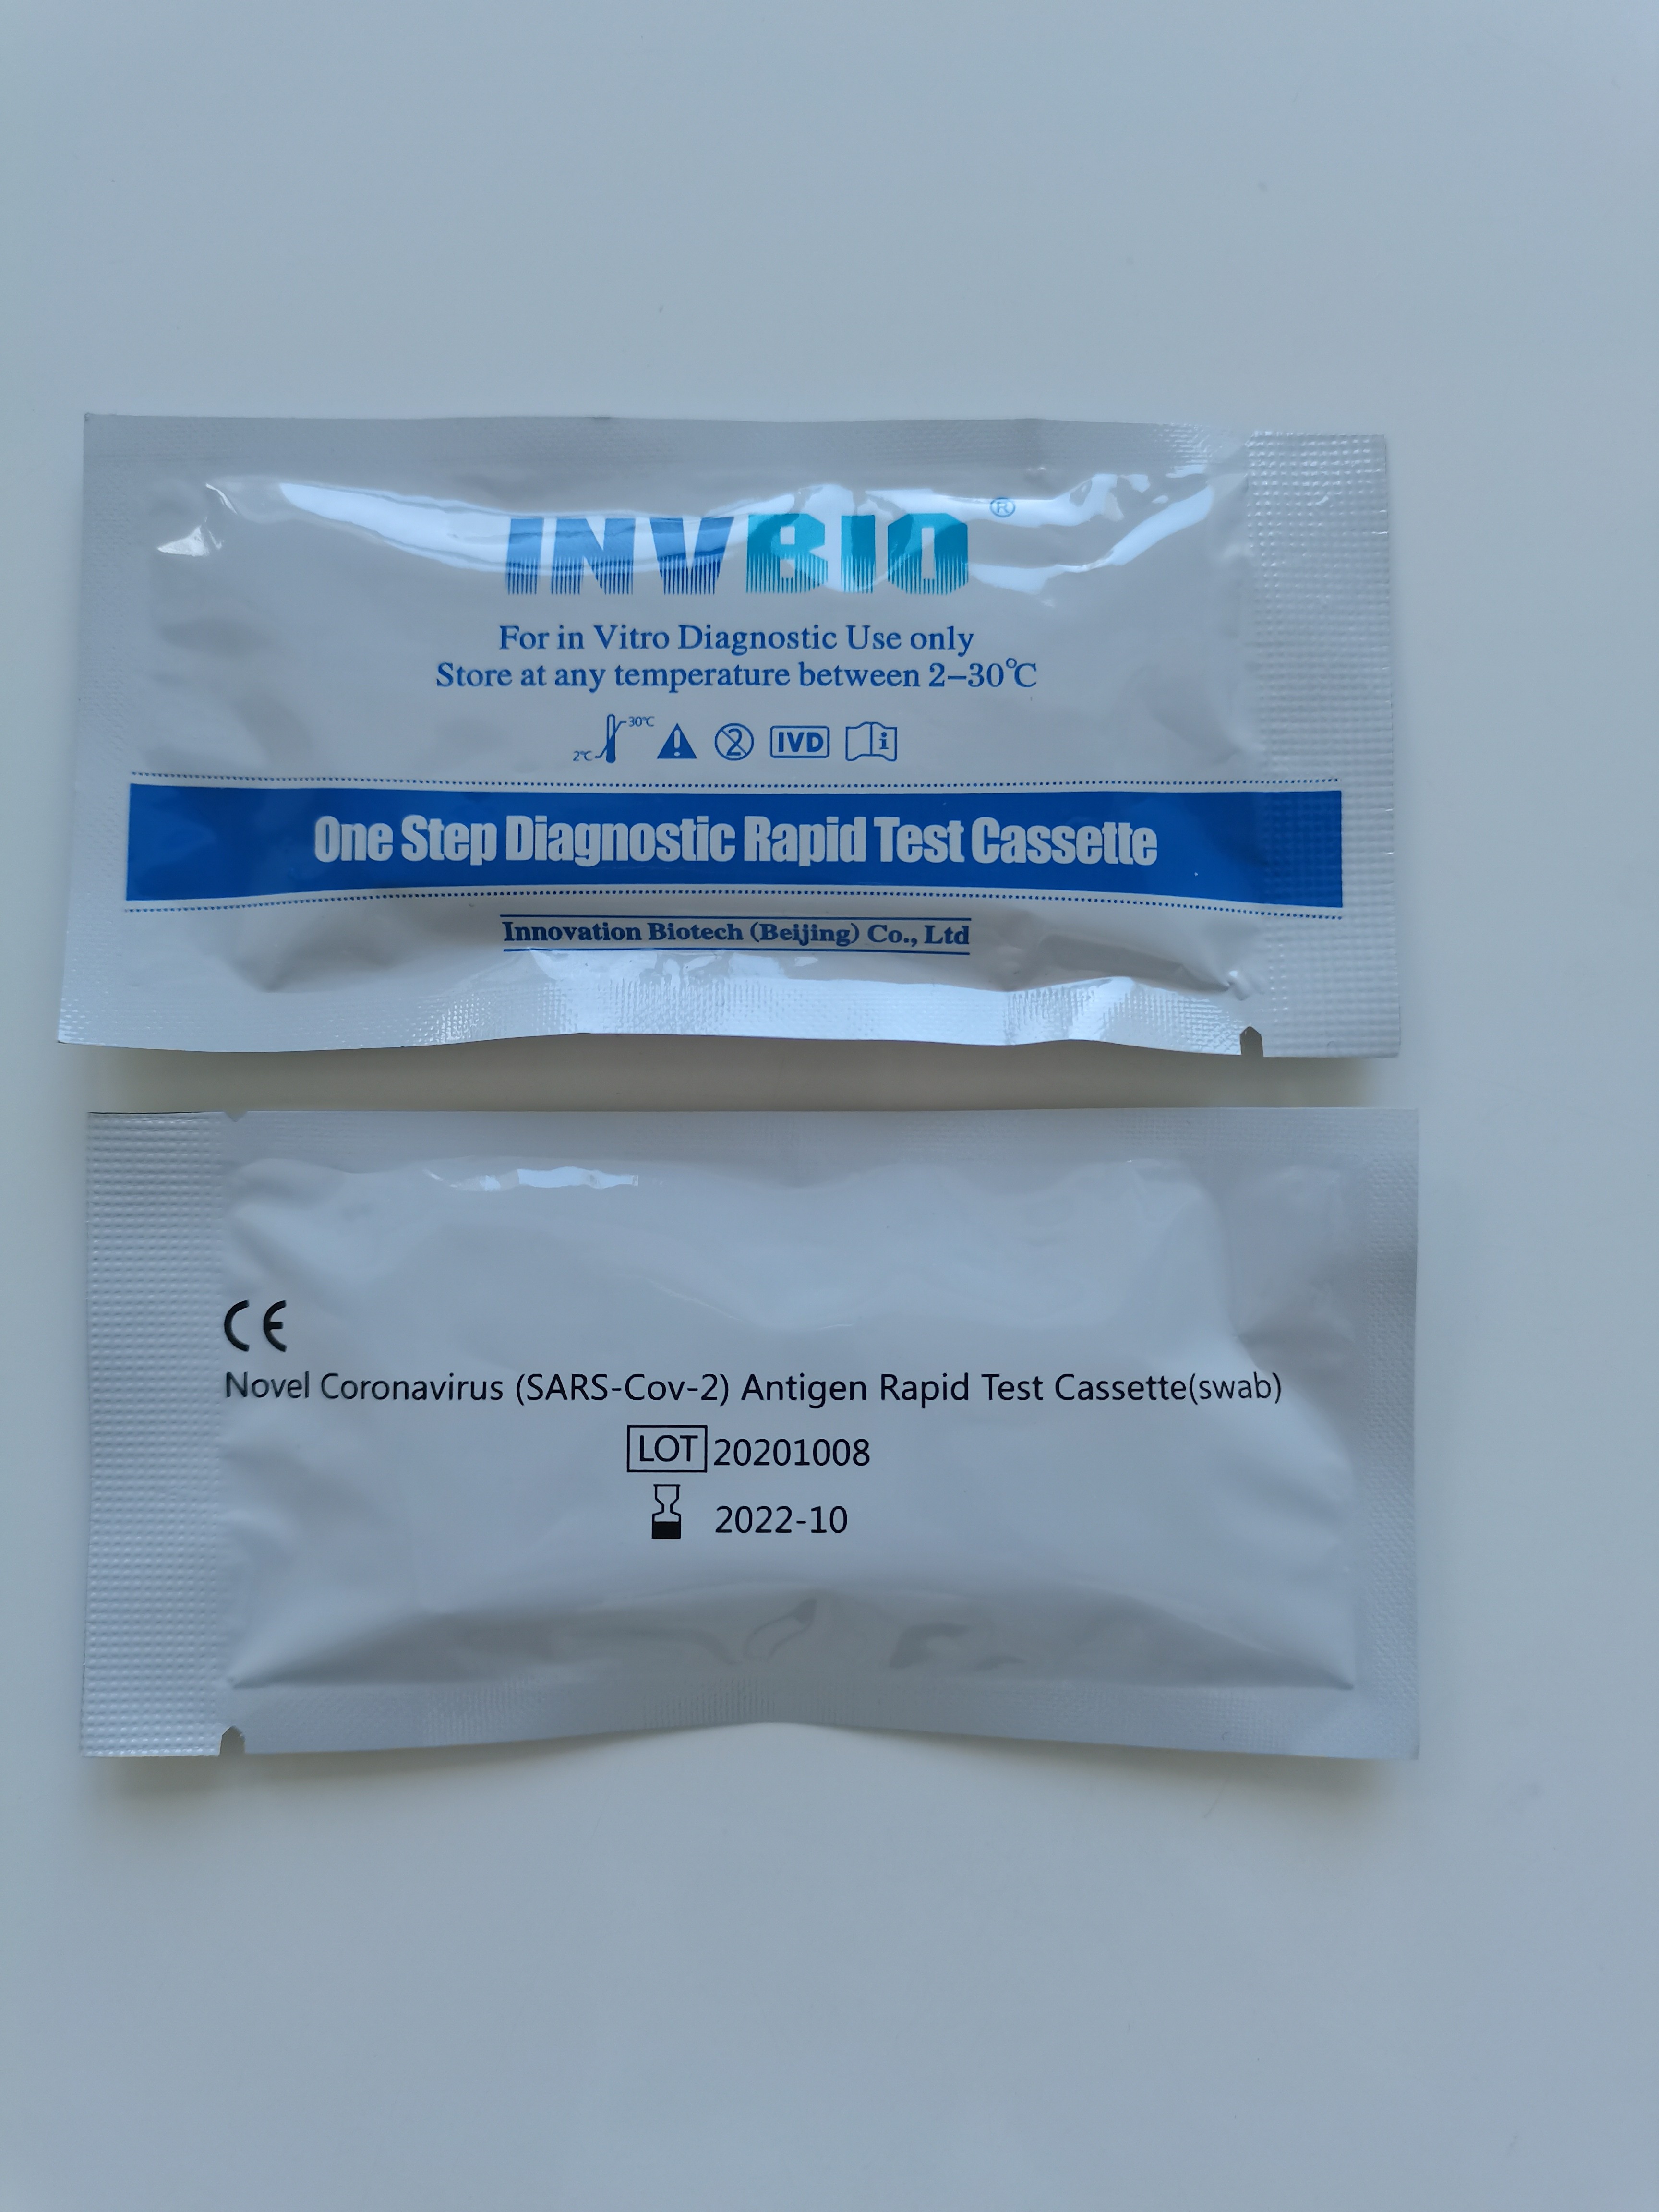 INVBIO®
For in Vitro Diagnostic Use only
Store at any temperature between 2–30℃
2℃ 30℃ 2 IVD i
One Step Diagnostic Rapid Test Cassette
Innovation Biotech (Beijing) Co., Ltd
CE
Novel Coronavirus (SARS-Cov-2) Antigen Rapid Test Cassette(swab)
LOT 20201008
2022-10